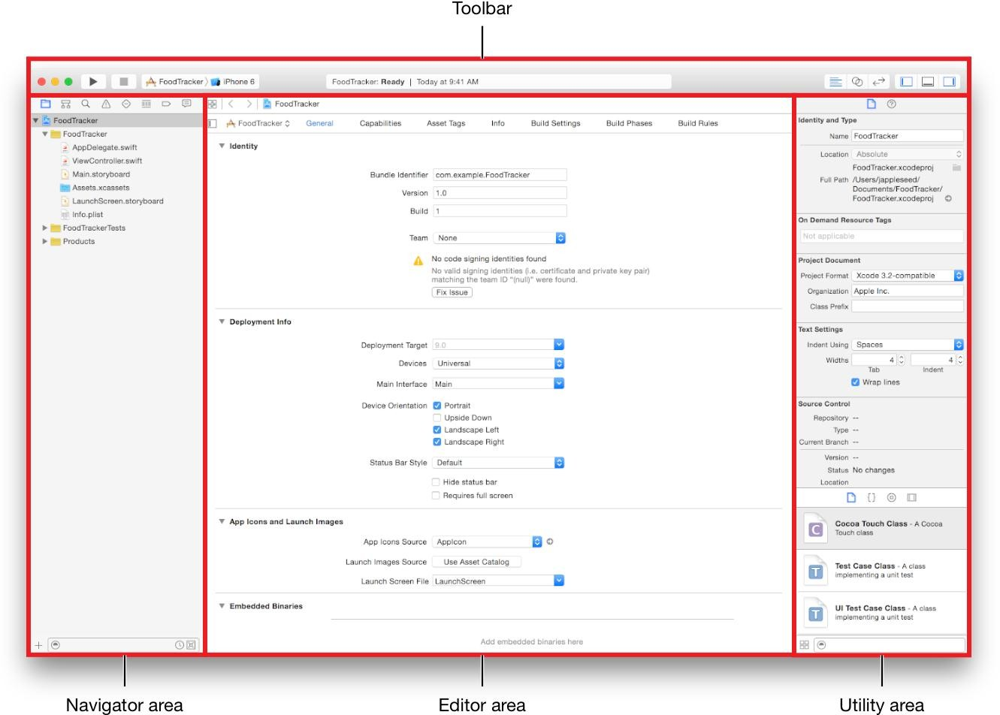 Toolbar
FoodTracker iPhone 6
FoodTracker: Ready | Today at 9:41 AM
FoodTracker
FoodTracker
AppDelegate.swift
ViewController.swift
Main.storyboard
Assets.xcassets
LaunchScreen.storyboard
Info.plist
FoodTrackerTests
Products
FoodTracker
FoodTracker General Capabilities Asset Tags Info Build Settings Build Phases Build Rules
Identity
Bundle Identifier com.example.FoodTracker
Version 1.0
Build 1
Team None
No code signing identities found
No valid signing identities (i.e. certificate and private key pair)
matching the team ID "(null)" were found.
Fix Issue
Deployment Info
Deployment Target 9.0
Devices Universal
Main Interface Main
Device Orientation Portrait
Upside Down
Landscape Left
Landscape Right
Status Bar Style Default
Hide status bar
Requires full screen
App Icons and Launch Images
App Icons Source AppIcon
Launch Images Source Use Asset Catalog
Launch Screen File LaunchScreen
Embedded Binaries
Add embedded binaries here
Identity and Type
Name FoodTracker
Location Absolute
FoodTracker.xcodeproj
Full Path /Users/jappleseed/
Documents/FoodTracker/
FoodTracker.xcodeproj
On Demand Resource Tags
Not applicable
Project Document
Project Format Xcode 3.2-compatible
Organization Apple Inc.
Class Prefix
Text Settings
Indent Using Spaces
Widths 4 4
Tab Indent
Wrap lines
Source Control
Repository --
Type --
Current Branch --
Version --
Status No changes
Location
C
Cocoa Touch Class - A Cocoa
Touch class
T
Test Case Class - A class
implementing a unit test
T
UI Test Case Class - A class
implementing a unit test
Navigator area
Editor area
Utility area